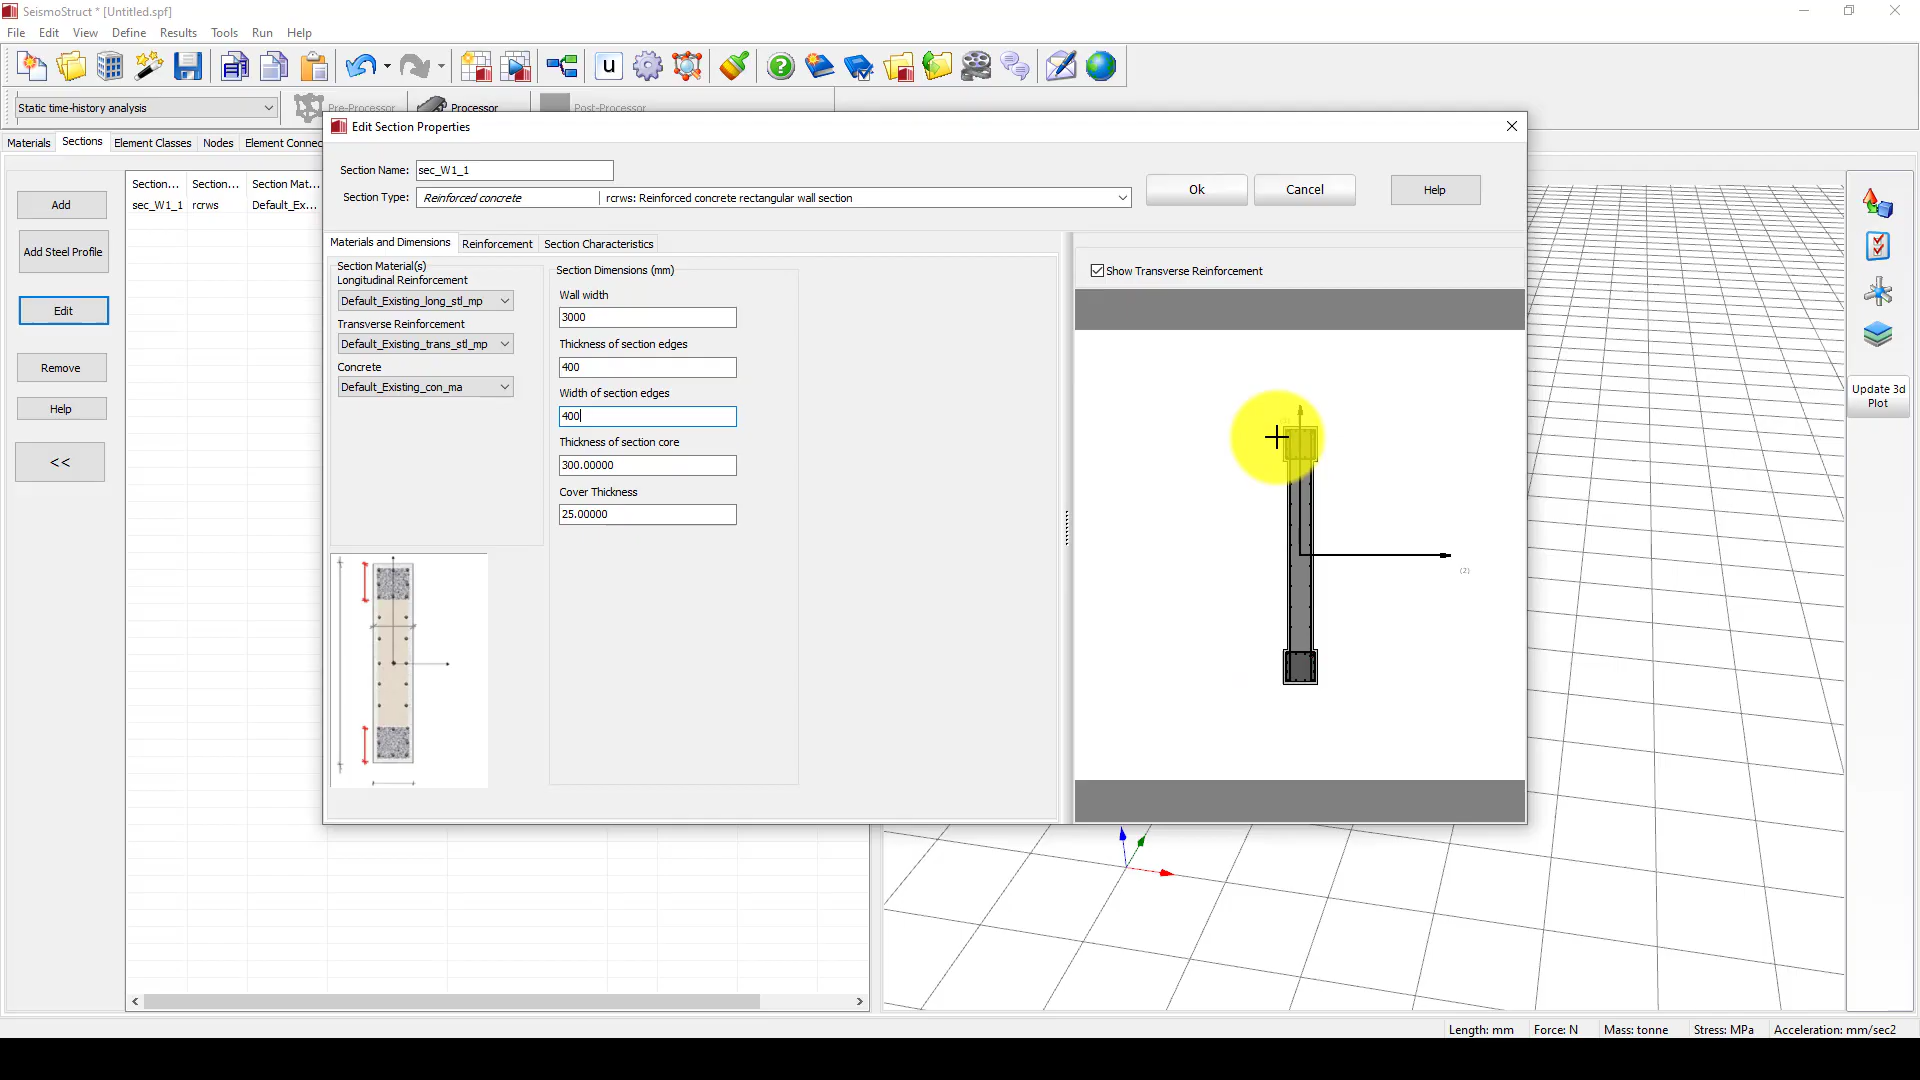 SeismoStruct * [Untitled.spf]
File Edit View Define Results Tools Run Help
u
Static time-history analysis
Pre-Processor
Processor
Post-Processor
Materials Sections Element Classes Nodes Element Connec
Edit Section Properties
Section Name: sec_W1_1
Section Type: Reinforced concrete rcrws: Reinforced concrete rectangular wall section
Ok Cancel Help
Add
Add Steel Profile
Edit
Remove
Help
<<
Section... Section... Section Mat...
sec_W1_1 rcrws Default_Ex...
Materials and Dimensions Reinforcement Section Characteristics
Section Material(s)
Longitudinal Reinforcement
Default_Existing_long_stl_mp
Transverse Reinforcement
Default_Existing_trans_stl_mp
Concrete
Default_Existing_con_ma
Section Dimensions (mm)
Wall width
3000
Thickness of section edges
400
Width of section edges
400
Thickness of section core
300.00000
Cover Thickness
25.00000
Show Transverse Reinforcement
(2)
Update 3d
Plot
Length: mm Force: N Mass: tonne Stress: MPa Acceleration: mm/sec2